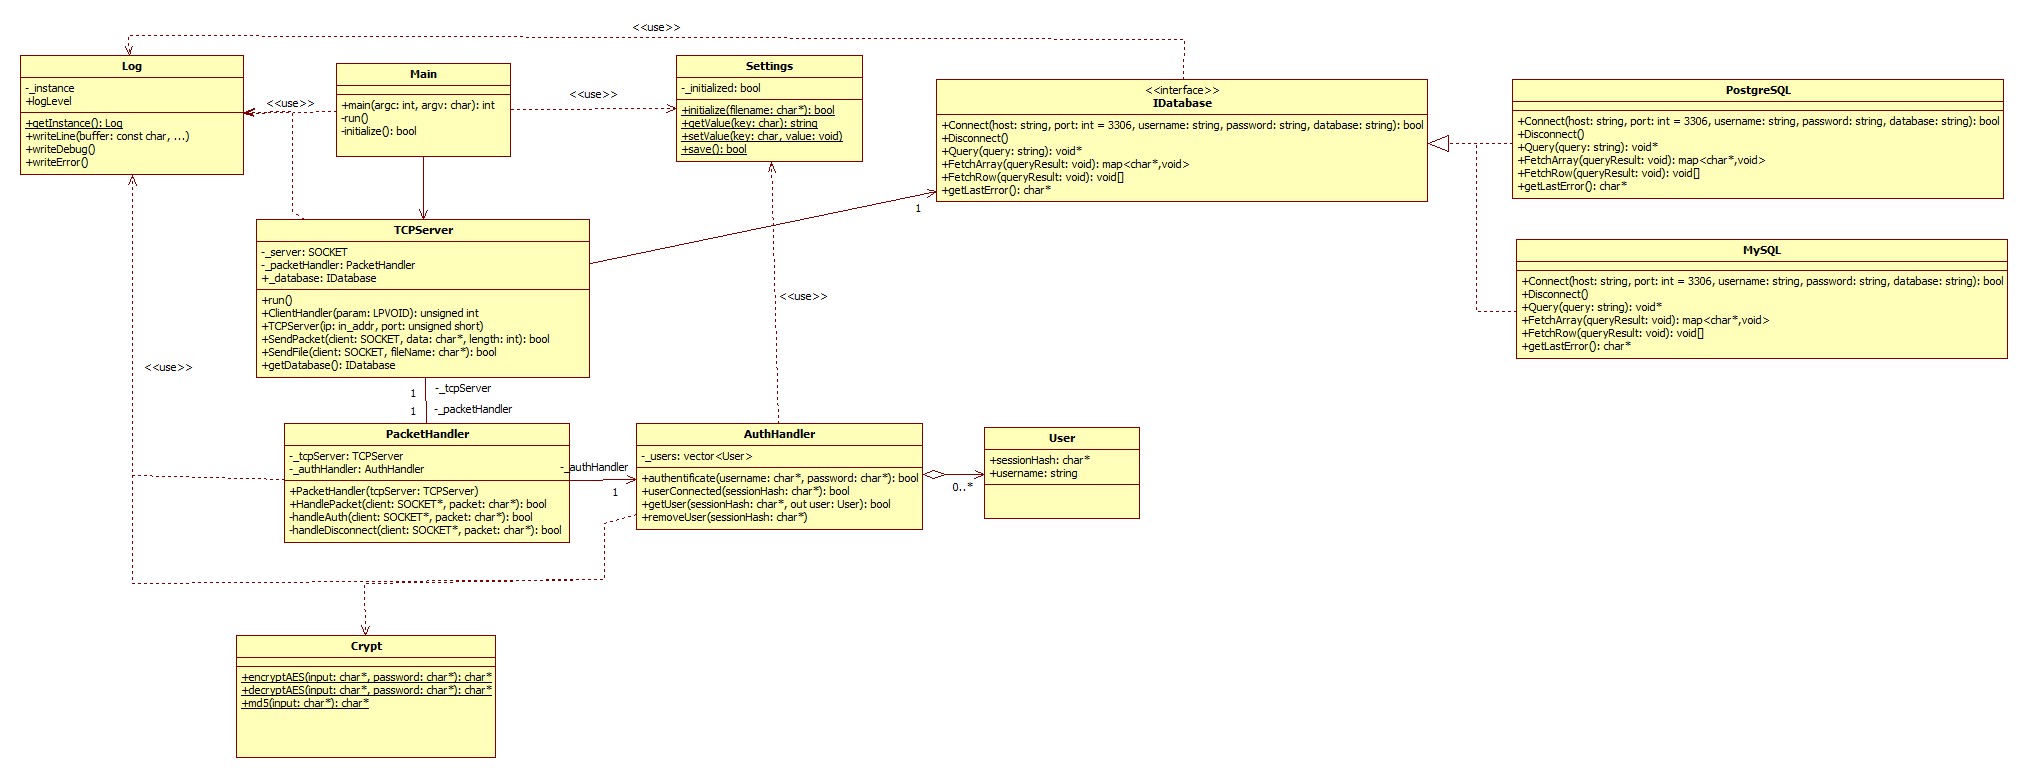 <<use>>
Log
-_instance
+logLevel
+getInstance(): Log
+writeLine(buffer: const char, ...)
+writeDebug()
+writeError()
<<use>>
Main
+main(argc: int, argv: char): int
-run()
-initialize(): bool
<<use>>
Settings
-_initialized: bool
+initialize(filename: char*): bool
+getValue(key: char): string
+setValue(key: char, value: void)
+save(): bool
<<interface>>
IDatabase
+Connect(host: string, port: int = 3306, username: string, password: string, database: string): bool
+Disconnect()
+Query(query: string): void*
+FetchArray(queryResult: void): map<char*,void>
+FetchRow(queryResult: void): void[]
+getLastError(): char*
PostgreSQL
+Connect(host: string, port: int = 3306, username: string, password: string, database: string): bool
+Disconnect()
+Query(query: string): void*
+FetchArray(queryResult: void): map<char*,void>
+FetchRow(queryResult: void): void[]
+getLastError(): char*
1
TCPServer
-_server: SOCKET
-_packetHandler: PacketHandler
+_database: IDatabase
+run()
+ClientHandler(param: LPVOID): unsigned int
+TCPServer(ip: in_addr, port: unsigned short)
+SendPacket(client: SOCKET, data: char*, length: int): bool
+SendFile(client: SOCKET, fileName: char*): bool
+getDatabase(): IDatabase
MySQL
+Connect(host: string, port: int = 3306, username: string, password: string, database: string): bool
+Disconnect()
+Query(query: string): void*
+FetchArray(queryResult: void): map<char*,void>
+FetchRow(queryResult: void): void[]
+getLastError(): char*
<<use>>
<<use>>
1
-_tcpServer
1
-_packetHandler
PacketHandler
-_tcpServer: TCPServer
-_authHandler: AuthHandler
+PacketHandler(tcpServer: TCPServer)
+HandlePacket(client: SOCKET*, packet: char*): bool
-handleAuth(client: SOCKET*, packet: char*): bool
-handleDisconnect(client: SOCKET*, packet: char*): bool
-_authHandler
1
AuthHandler
-_users: vector<User>
+authentificate(username: char*, password: char*): bool
+userConnected(sessionHash: char*): bool
+getUser(sessionHash: char*, out user: User): bool
+removeUser(sessionHash: char*)
0..*
User
+sessionHash: char*
+username: string
Crypt
+encryptAES(input: char*, password: char*): char*
+decryptAES(input: char*, password: char*): char*
+md5(input: char*): char*